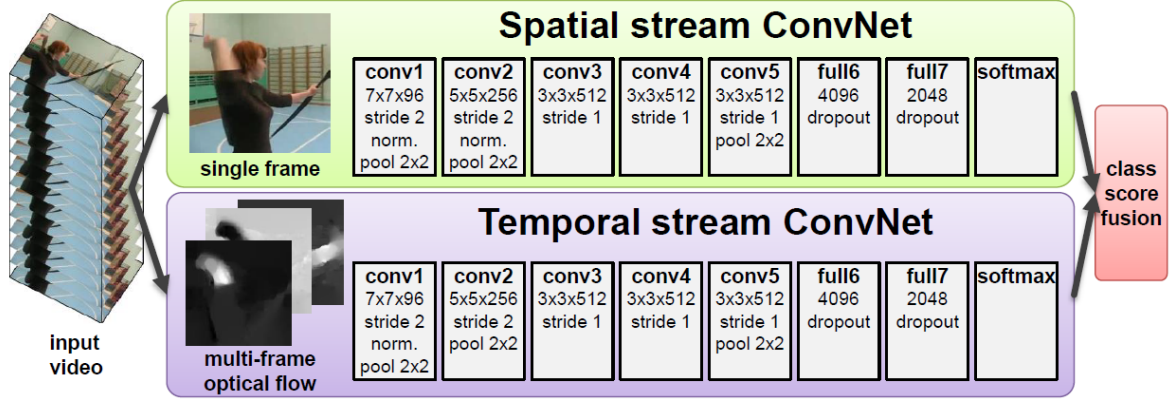 Spatial stream ConvNet
conv1
7x7x96
stride 2
norm.
pool 2x2
conv2
5x5x256
stride 2
norm.
pool 2x2
conv3
3x3x512
stride 1
conv4
3x3x512
stride 1
conv5
3x3x512
stride 1
pool 2x2
full6
4096
dropout
full7
2048
dropout
softmax
single frame
Temporal stream ConvNet
conv1
7x7x96
stride 2
norm.
pool 2x2
conv2
5x5x256
stride 2
pool 2x2
conv3
3x3x512
stride 1
conv4
3x3x512
stride 1
conv5
3x3x512
stride 1
pool 2x2
full6
4096
dropout
full7
2048
dropout
softmax
multi-frame
optical flow
input
video
class
score
fusion